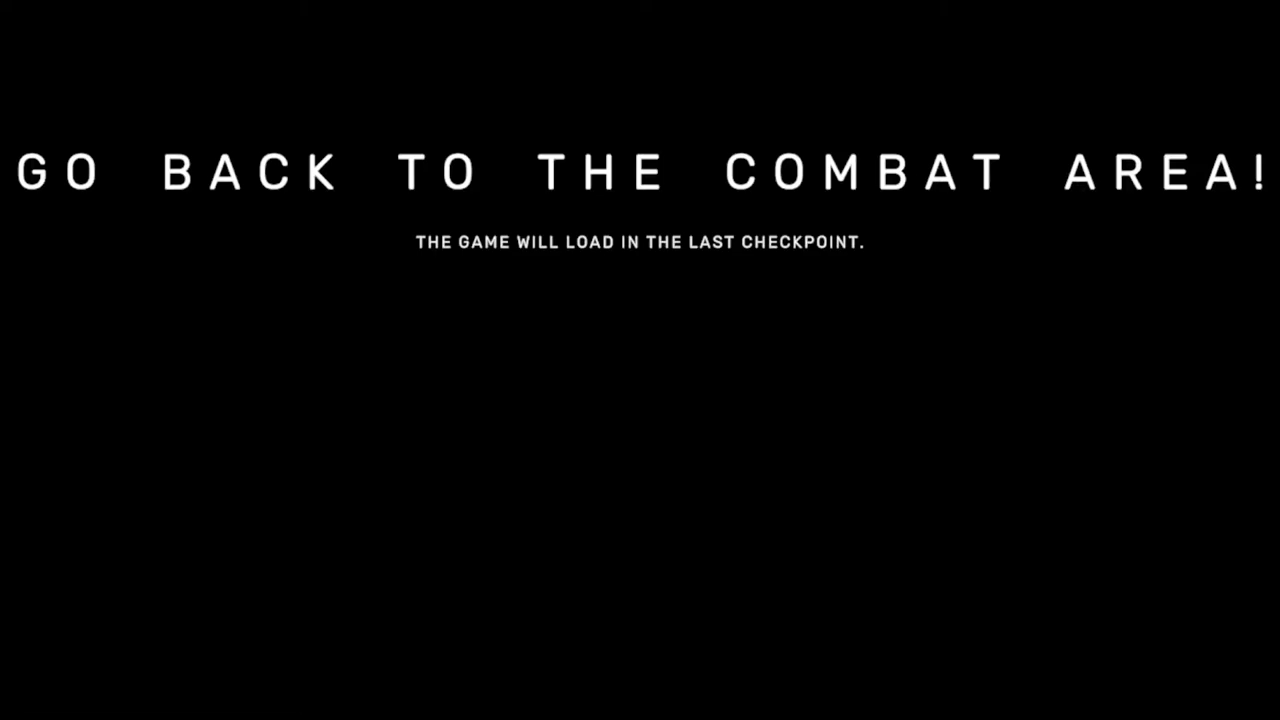 GO BACK TO THE COMBAT AREA!
THE GAME WILL LOAD IN THE LAST CHECKPOINT.